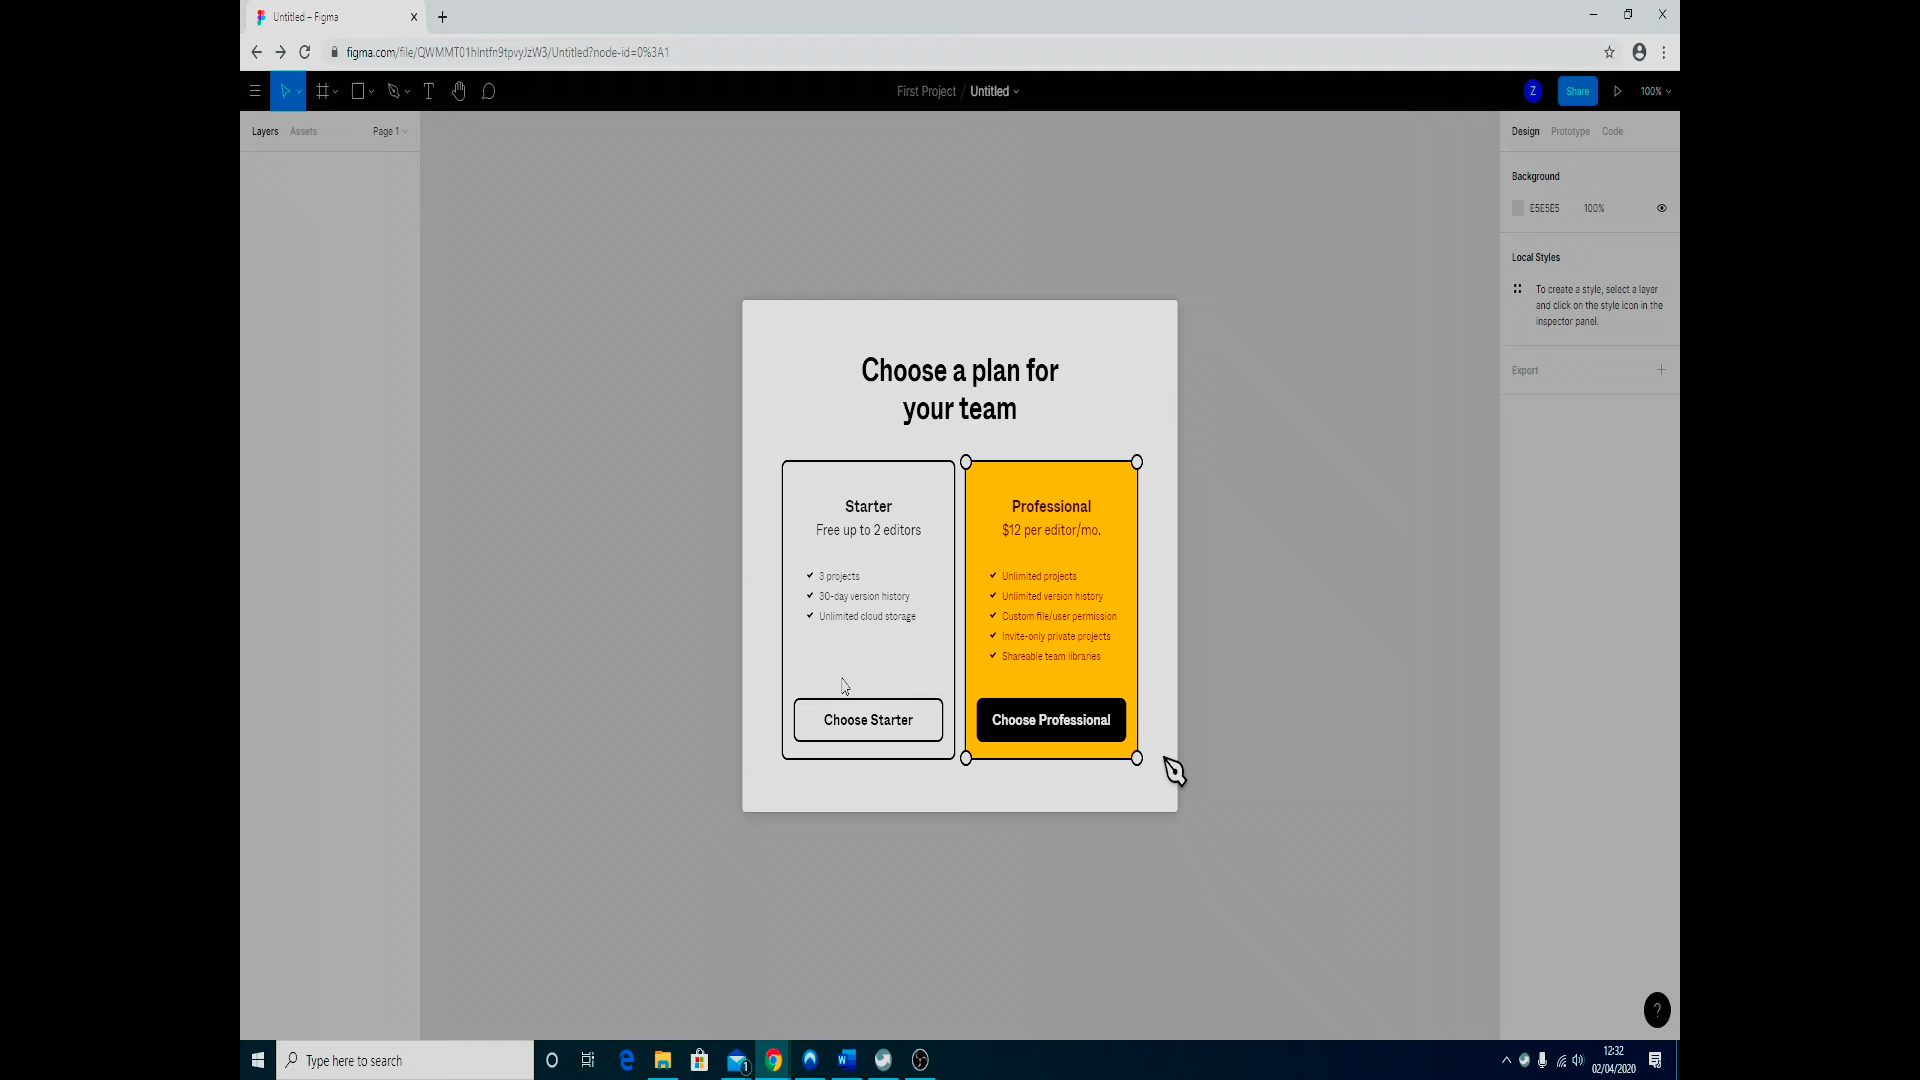 Untitled – Figma
figma.com/file/QWMMT01hIntfn9tpvyJzW3/Untitled?node-id=0%3A1
First Project / Untitled
Z
Share
100%
Layers
Assets
Page 1
Design
Prototype
Code
Background
E5E5E5
100%
Local Styles
To create a style, select a layer
and click on the style icon in the
inspector panel.
Export
Choose a plan for
your team
Starter
Free up to 2 editors
3 projects
30-day version history
Unlimited cloud storage
Choose Starter
Professional
$12 per editor/mo.
Unlimited projects
Unlimited version history
Custom file/user permission
Invite-only private projects
Shareable team libraries
Choose Professional
?
Type here to search
1
12:32
02/04/2020